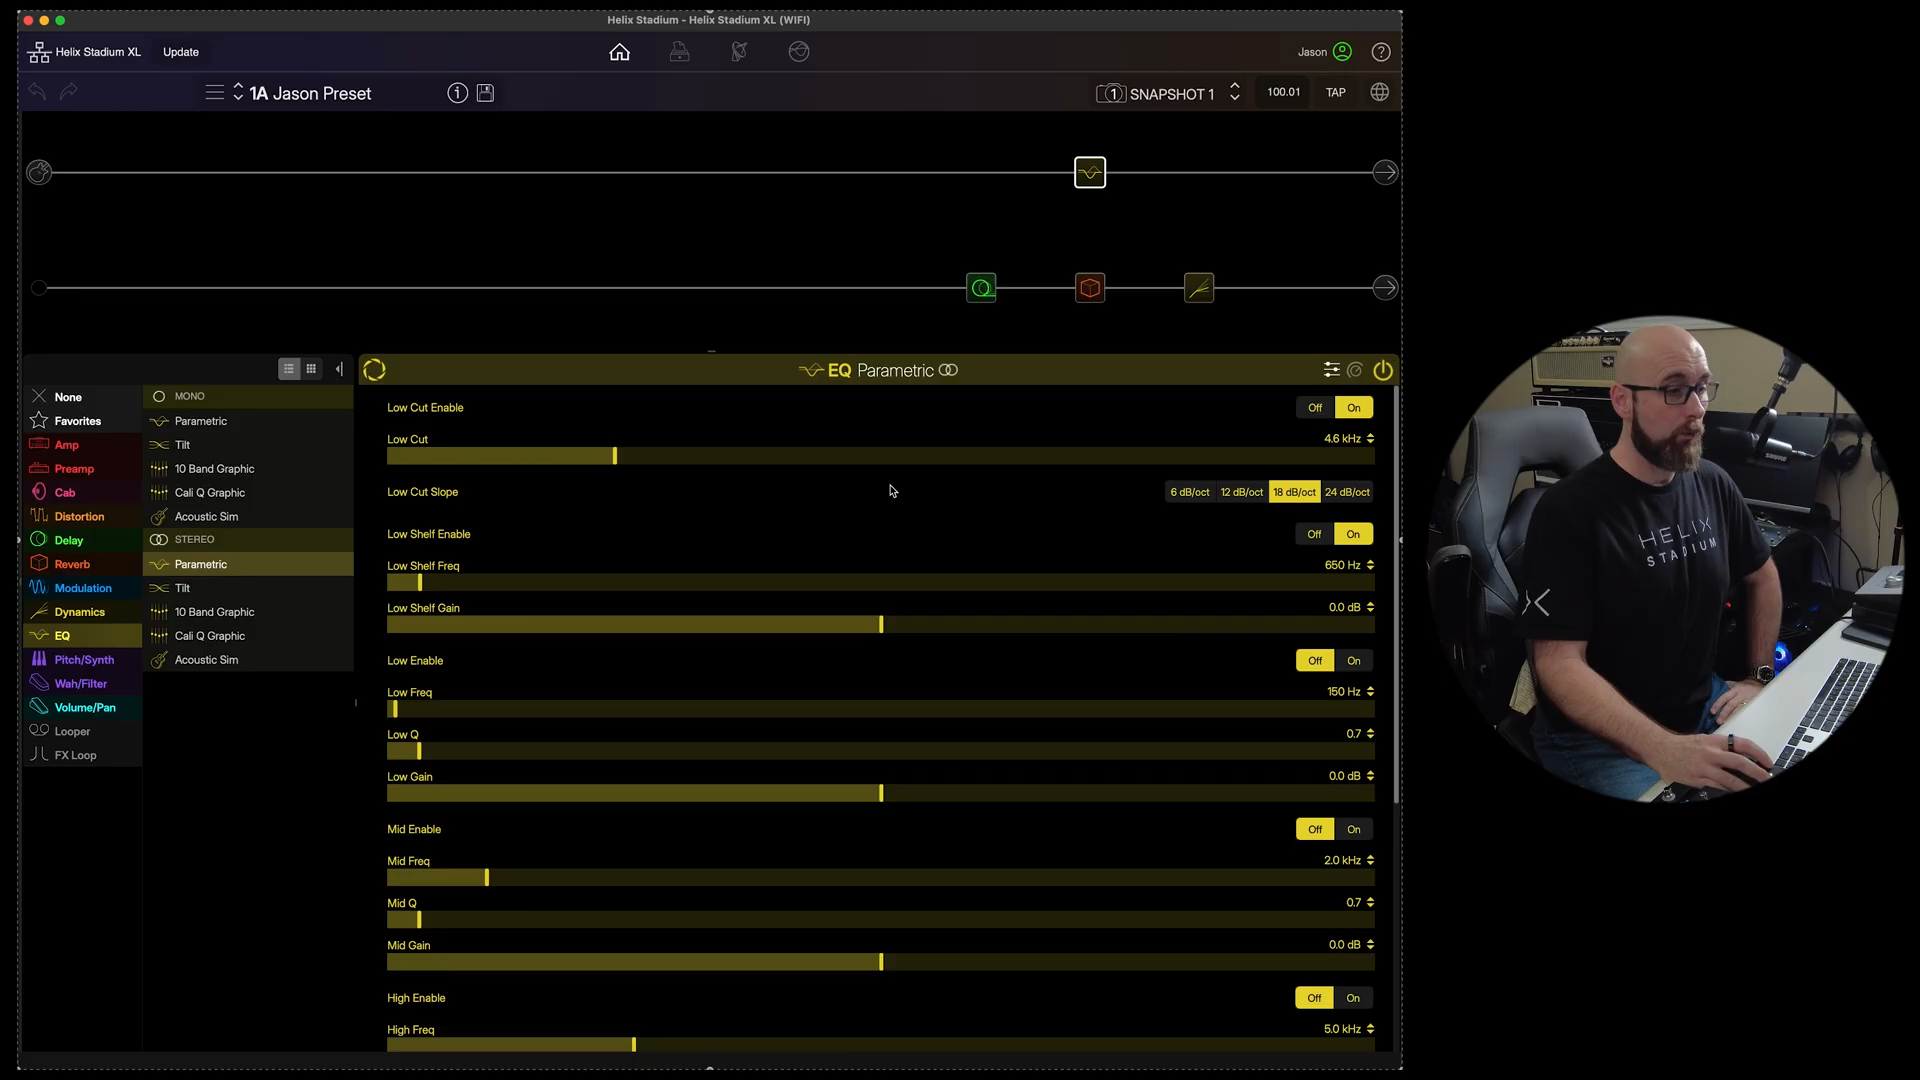 Helix Stadium - Helix Stadium XL (WIFI)
Helix Stadium XL Update
Jason ?
1A Jason Preset
1 SNAPSHOT 1 100.01 TAP
EQ Parametric
None
Favorites
Amp
Preamp
Cab
Distortion
Delay
Reverb
Modulation
Dynamics
EQ
Pitch/Synth
Wah/Filter
Volume/Pan
Looper
FX Loop
MONO
Parametric
Tilt
10 Band Graphic
Cali Q Graphic
Acoustic Sim
STEREO
Parametric
Tilt
10 Band Graphic
Cali Q Graphic
Acoustic Sim
Low Cut Enable Off On
Low Cut 4.6 kHz
Low Cut Slope 6 dB/oct 12 dB/oct 18 dB/oct 24 dB/oct
Low Shelf Enable Off On
Low Shelf Freq 650 Hz
Low Shelf Gain 0.0 dB
Low Enable Off On
Low Freq 150 Hz
Low Q 0.7
Low Gain 0.0 dB
Mid Enable Off On
Mid Freq 2.0 kHz
Mid Q 0.7
Mid Gain 0.0 dB
High Enable Off On
High Freq 5.0 kHz
HELIX
STADIUM
SHURE